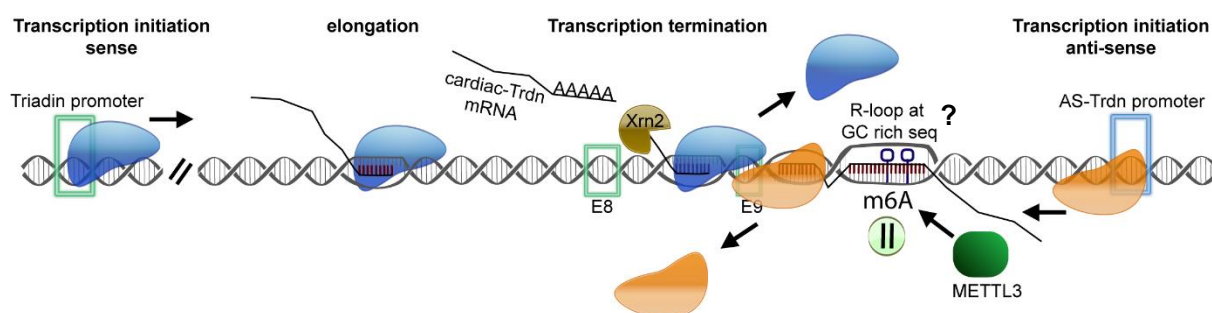 Transcription initiation
sense
elongation
Transcription termination
Transcription initiation
anti-sense
Triadin promoter
cardiac-Trdn
mRNA
AAAAA
Xrn2
R-loop at
GC rich seq
?
AS-Trdn promoter
E8
E9
m6A
METTL3